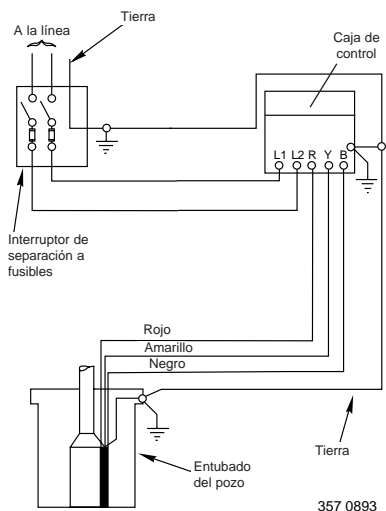 Tierra
A la línea
Caja de
control
L1 L2 R Y B
Interruptor de
separación a
fusibles
Rojo
Amarillo
Negro
Entubado
del pozo
Tierra
357 0893